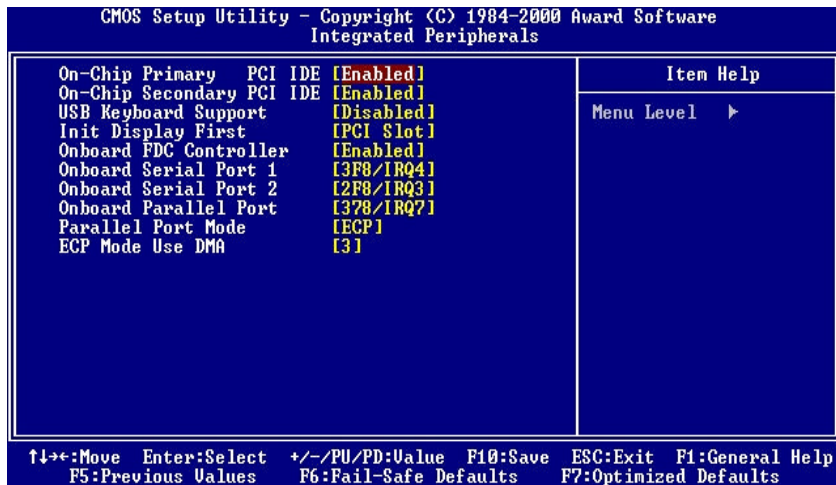 CMOS Setup Utility - Copyright (C) 1984-2000 Award Software
Integrated Peripherals
On-Chip Primary PCI IDE [Enabled]
On-Chip Secondary PCI IDE [Enabled]
USB Keyboard Support [Disabled]
Init Display First [PCI Slot]
Onboard FDC Controller [Enabled]
Onboard Serial Port 1 [3F8/IRQ4]
Onboard Serial Port 2 [2F8/IRQ3]
Onboard Parallel Port [378/IRQ7]
Parallel Port Mode [ECP]
ECP Mode Use DMA [3]
Item Help
Menu Level ▶
↑↓→←:Move Enter:Select +/-/PU/PD:Value F10:Save ESC:Exit F1:General Help
F5:Previous Values F6:Fail-Safe Defaults F7:Optimized Defaults